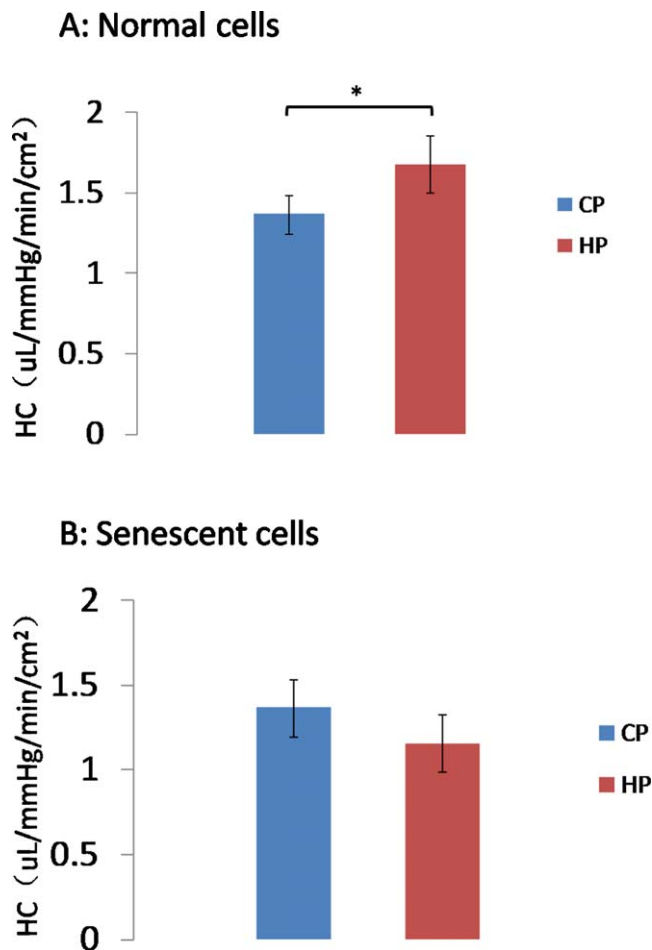 A: Normal cells
*
2
1.5
1
0.5
0
HC（uL/mmHg/min/cm²)
CP
HP
B: Senescent cells
2
1.5
1
0.5
0
HC（uL/mmHg/min/cm²)
CP
HP